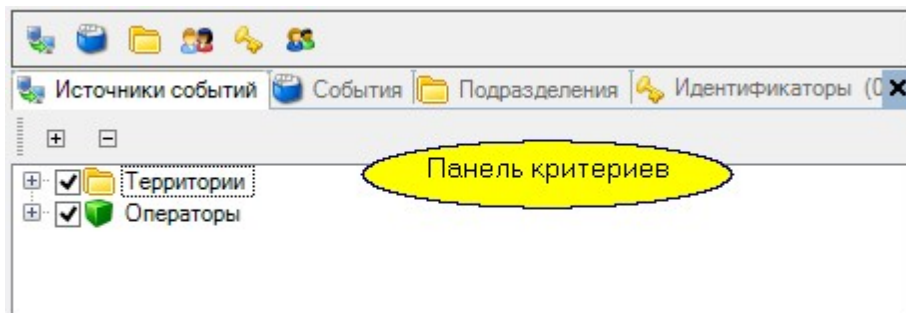 Источники событий События Подразделения Идентификаторы (0
Панель критериев
Территории
Операторы